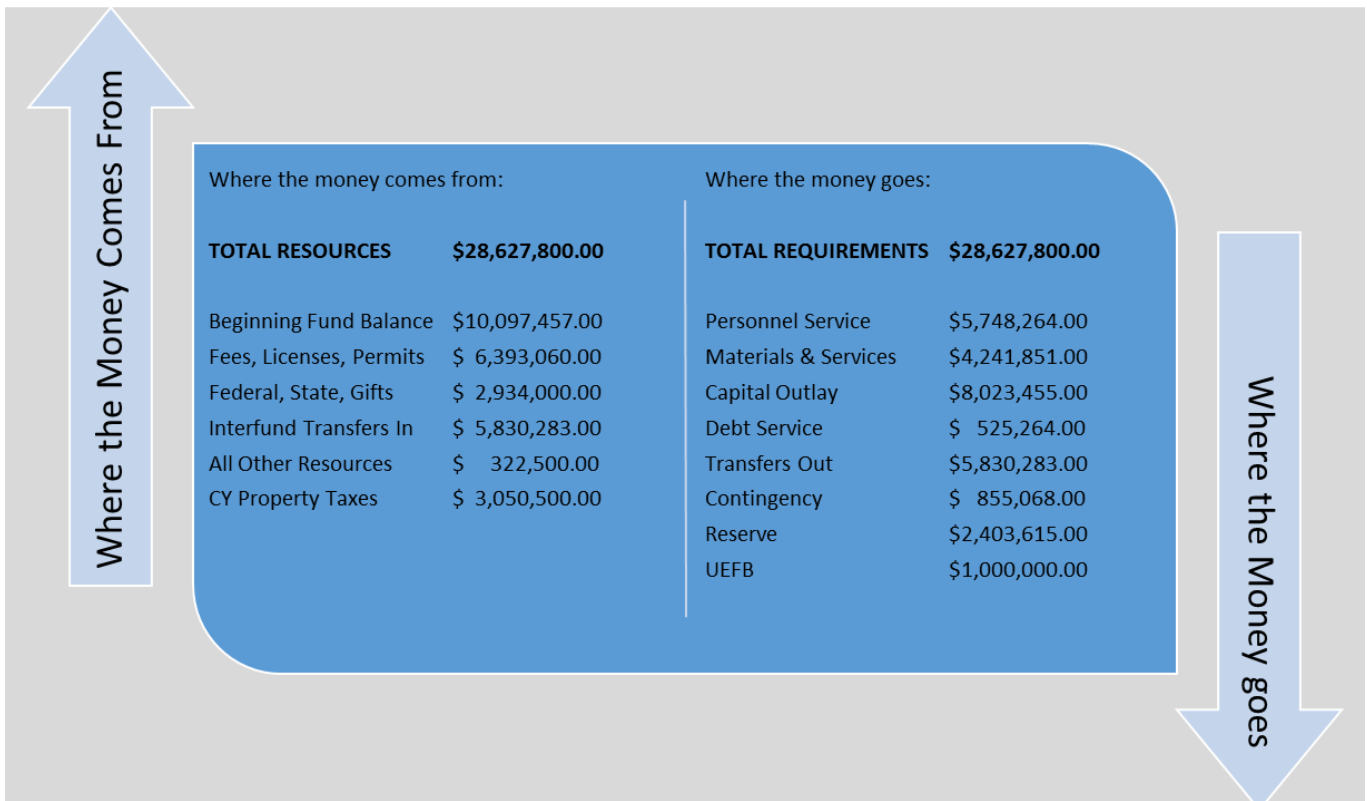 Where the Money Comes From
Where the money comes from:
TOTAL RESOURCES $28,627,800.00
Beginning Fund Balance $10,097,457.00
Fees, Licenses, Permits $ 6,393,060.00
Federal, State, Gifts $ 2,934,000.00
Interfund Transfers In $ 5,830,283.00
All Other Resources $ 322,500.00
CY Property Taxes $ 3,050,500.00
Where the money goes:
TOTAL REQUIREMENTS $28,627,800.00
Personnel Service $5,748,264.00
Materials & Services $4,241,851.00
Capital Outlay $8,023,455.00
Debt Service $ 525,264.00
Transfers Out $5,830,283.00
Contingency $ 855,068.00
Reserve $2,403,615.00
UEFB $1,000,000.00
Where the Money goes